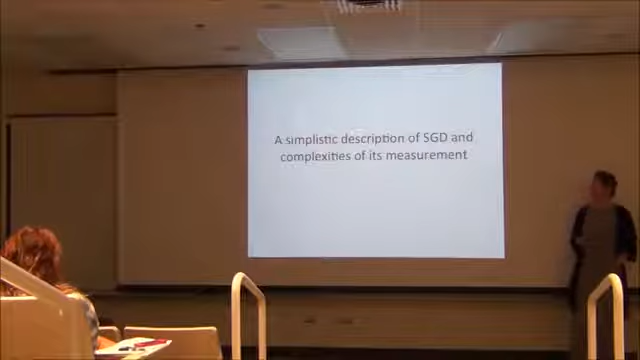 A simplistic description of SGD and
complexities of its measurement